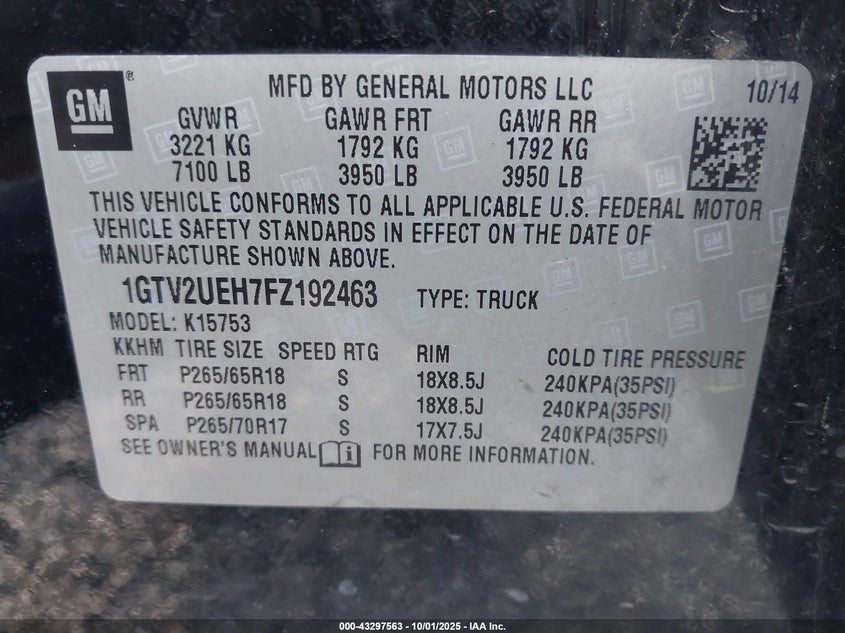 GM
®
MFD BY GENERAL MOTORS LLC 10/14
GVWR GAWR FRT GAWR RR
3221 KG 1792 KG 1792 KG
7100 LB 3950 LB 3950 LB
THIS VEHICLE CONFORMS TO ALL APPLICABLE U.S. FEDERAL MOTOR
VEHICLE SAFETY STANDARDS IN EFFECT ON THE DATE OF
MANUFACTURE SHOWN ABOVE.
1GTV2UEH7FZ192463 TYPE: TRUCK
MODEL: K15753
KKHM TIRE SIZE SPEED RTG RIM COLD TIRE PRESSURE
FRT P265/65R18 S 18X8.5J 240KPA(35PSI)
RR P265/65R18 S 18X8.5J 240KPA(35PSI)
SPA P265/70R17 S 17X7.5J 240KPA(35PSI)
SEE OWNER'S MANUAL FOR MORE INFORMATION.
000-43297563 - 10/01/2025 - IAA Inc.